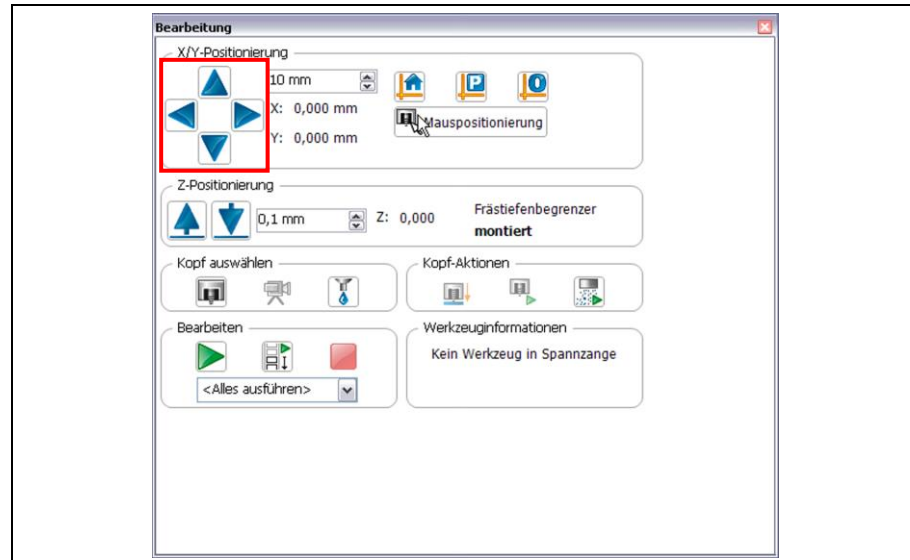 Bearbeitung
X/Y-Positionierung
10 mm
P
0
X: 0,000 mm
Mauspositionierung
Y: 0,000 mm
Z-Positionierung
0,1 mm
Z: 0,000
Frästiefenbegrenzer
montiert
Kopf auswählen
Kopf-Aktionen
Bearbeiten
Werkzeuginformationen
Kein Werkzeug in Spannzange
<Alles ausführen>